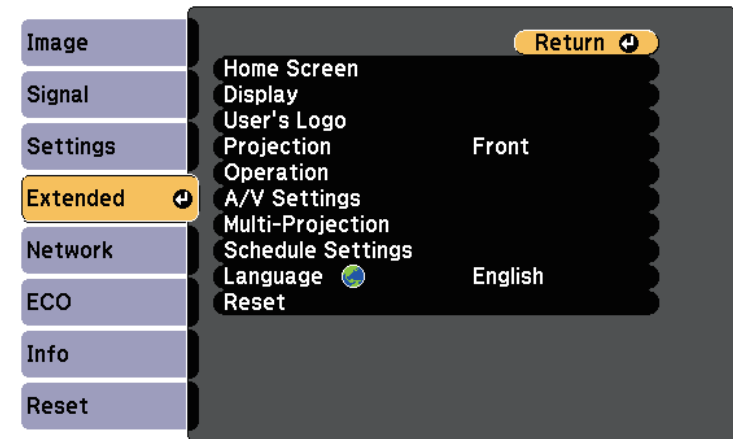 Image
Signal
Settings
Extended
Network
ECO
Info
Reset
Return
Home Screen
Display
User's Logo
Projection Front
Operation
A/V Settings
Multi-Projection
Schedule Settings
Language English
Reset